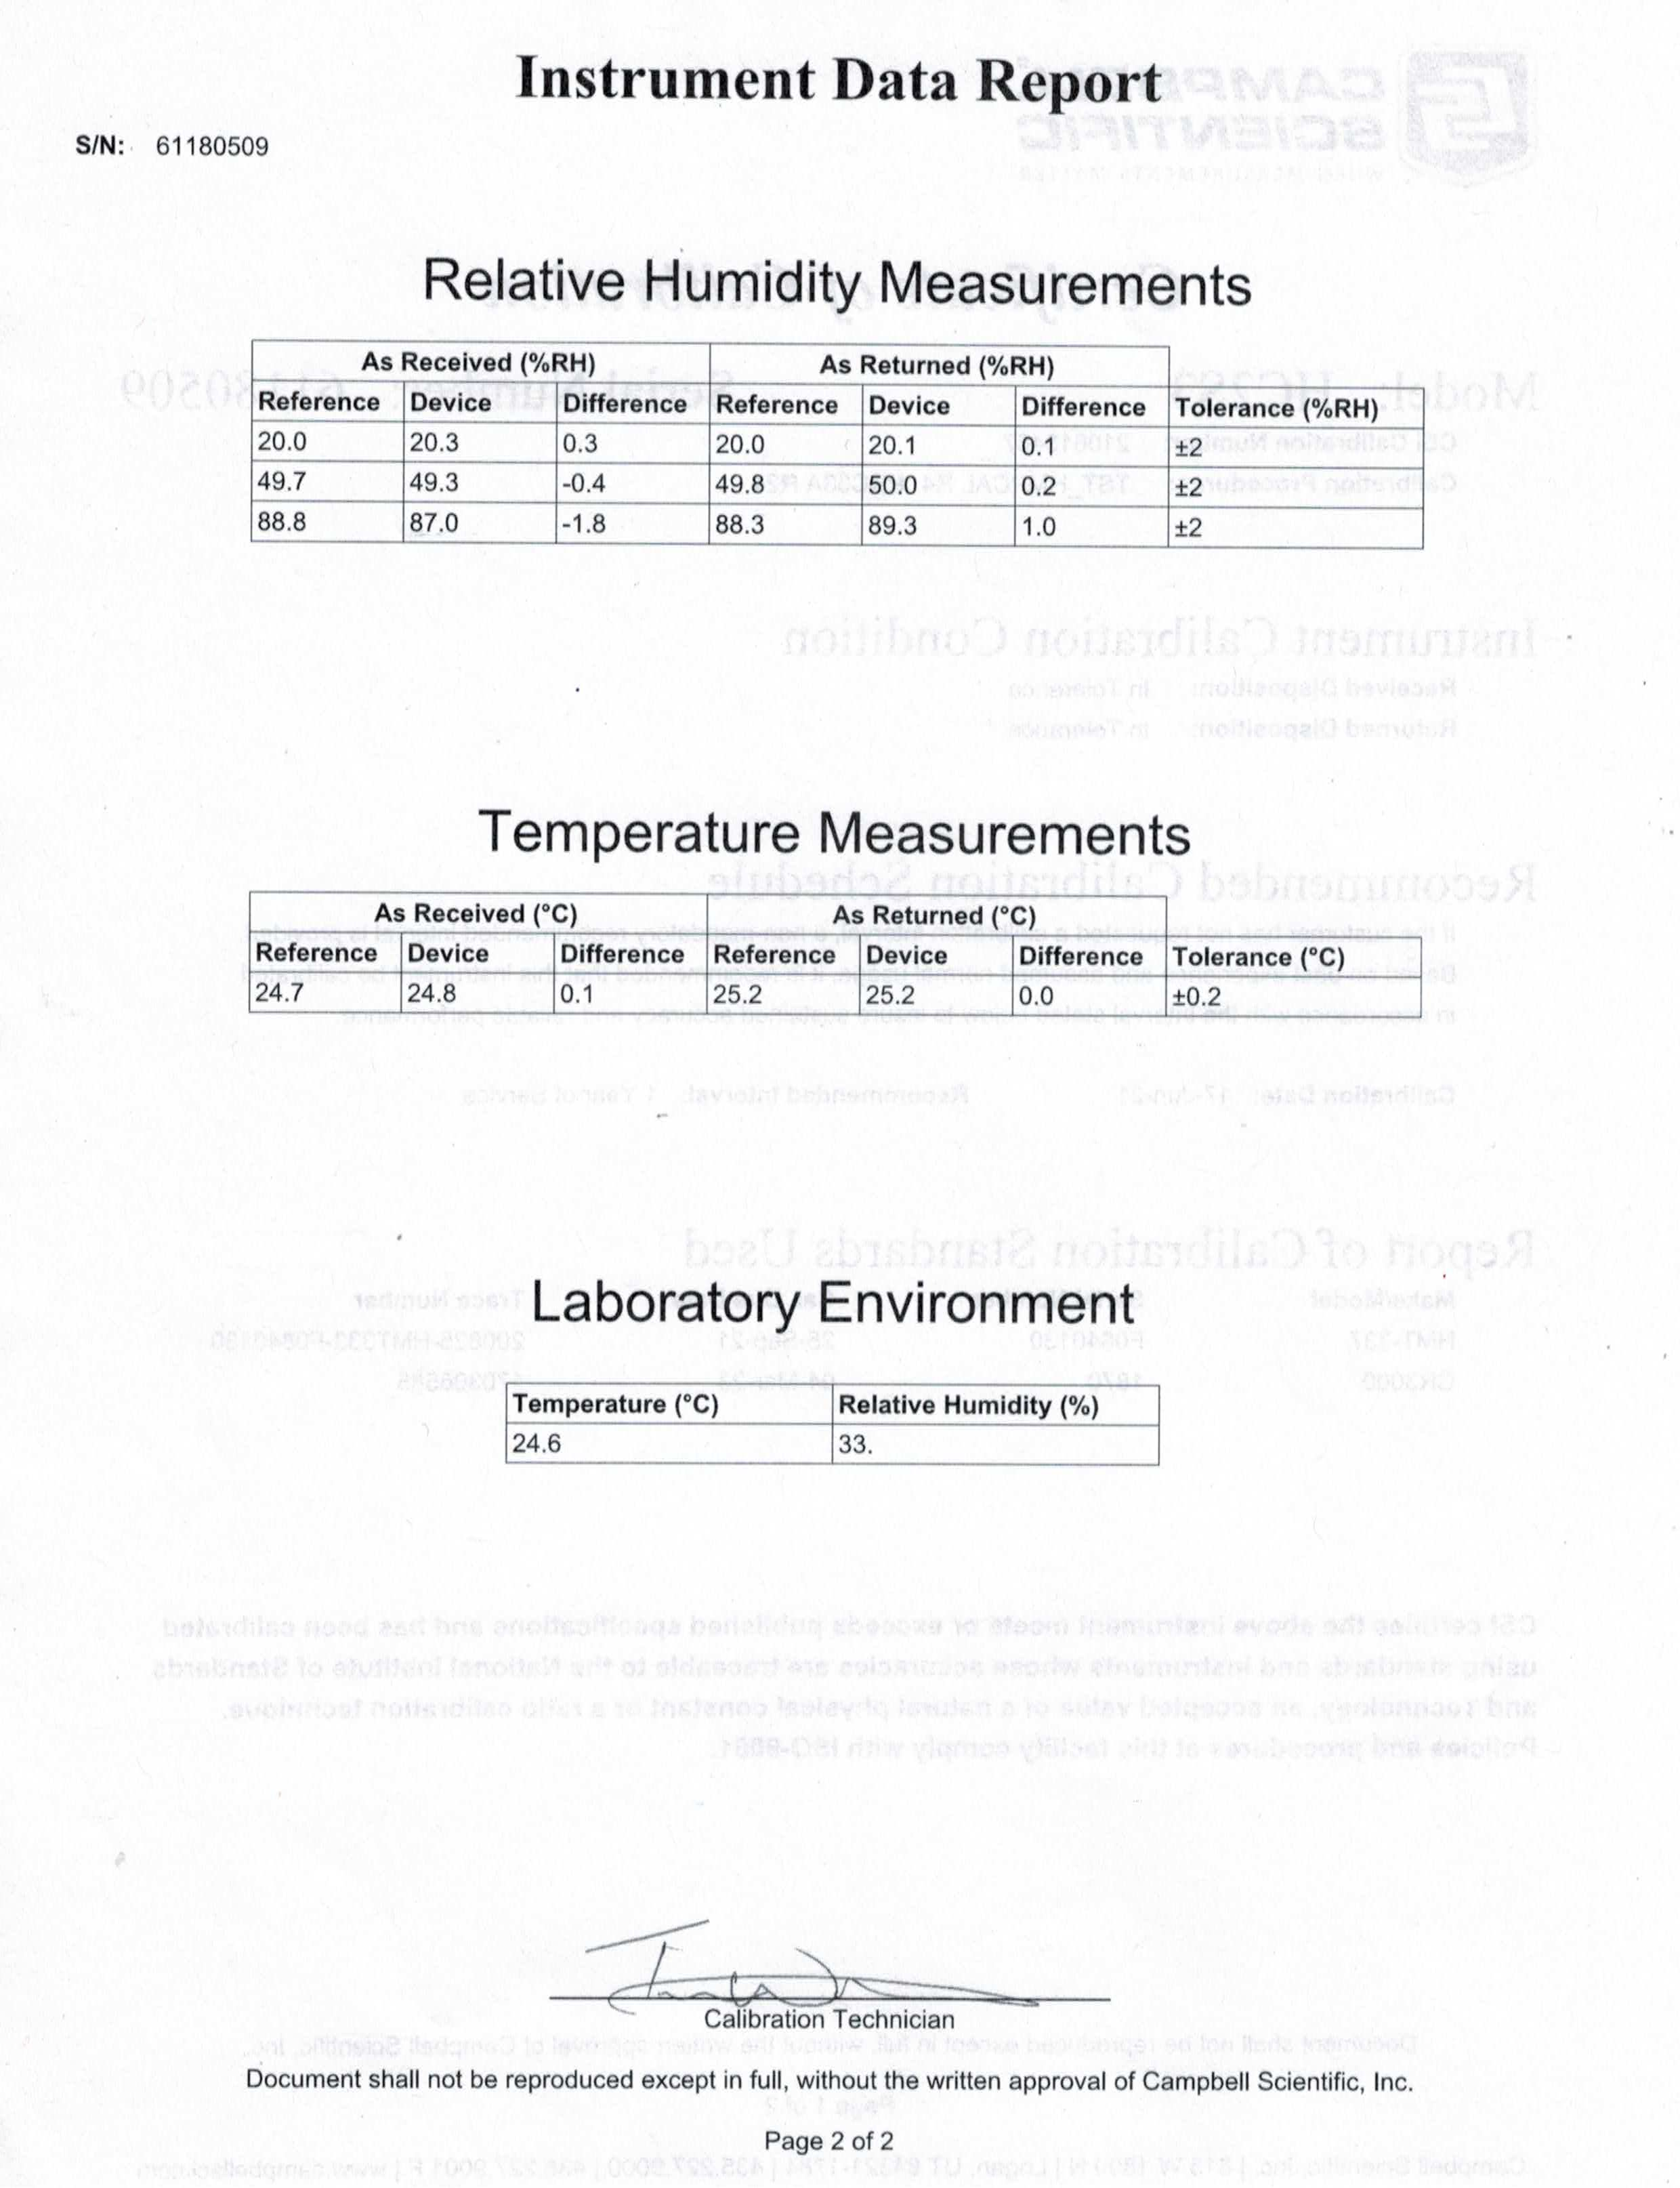 Instrument Data Report
S/N: 61180509
Relative Humidity Measurements
As Received (%RH) As Returned (%RH)
Reference Device Difference Reference Device Difference Tolerance (%RH)
20.0 20.3 0.3 20.0 20.1 0.1 ±2
49.7 49.3 -0.4 49.8 50.0 0.2 ±2
88.8 87.0 -1.8 88.3 89.3 1.0 ±2
Temperature Measurements
As Received (°C) As Returned (°C)
Reference Device Difference Reference Device Difference Tolerance (°C)
24.7 24.8 0.1 25.2 25.2 0.0 ±0.2
Laboratory Environment
Temperature (°C) Relative Humidity (%)
24.6 33.
Calibration Technician
Document shall not be reproduced except in full, without the written approval of Campbell Scientific, Inc.
Page 2 of 2